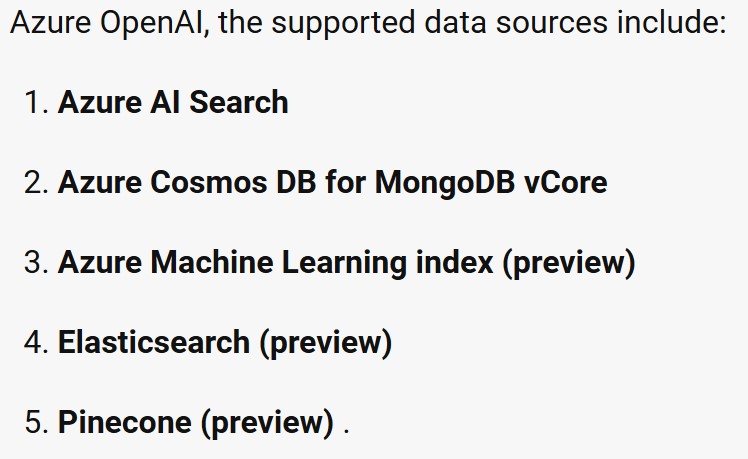 Azure OpenAI, the supported data sources include:
1. Azure AI Search
2. Azure Cosmos DB for MongoDB vCore
3. Azure Machine Learning index (preview)
4. Elasticsearch (preview)
5. Pinecone (preview) .